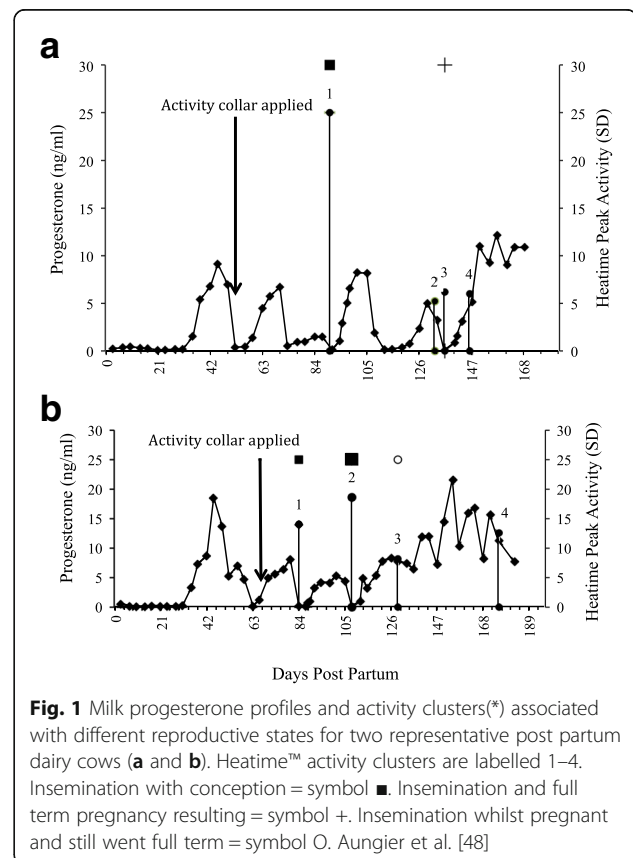 a
30
25
20
15
10
5
0
Progesterone (ng/ml)
Activity collar applied
1
2
3
4
30
25
20
15
10
5
0
Heatime Peak Activity (SD)
0 21 42 63 84 105 126 147 168
b
30
25
20
15
10
5
0
Progesterone (ng/ml)
Activity collar applied
1
2
3
4
30
25
20
15
10
5
0
Heatime Peak Activity (SD)
0 21 42 63 84 105 126 147 168 189
Days Post Partum
Fig. 1 Milk progesterone profiles and activity clusters(*) associated
with different reproductive states for two representative post partum
dairy cows (a and b). Heatime™ activity clusters are labelled 1–4.
Insemination with conception = symbol ■. Insemination and full
term pregnancy resulting = symbol +. Insemination whilst pregnant
and still went full term = symbol O. Aungier et al. [48]